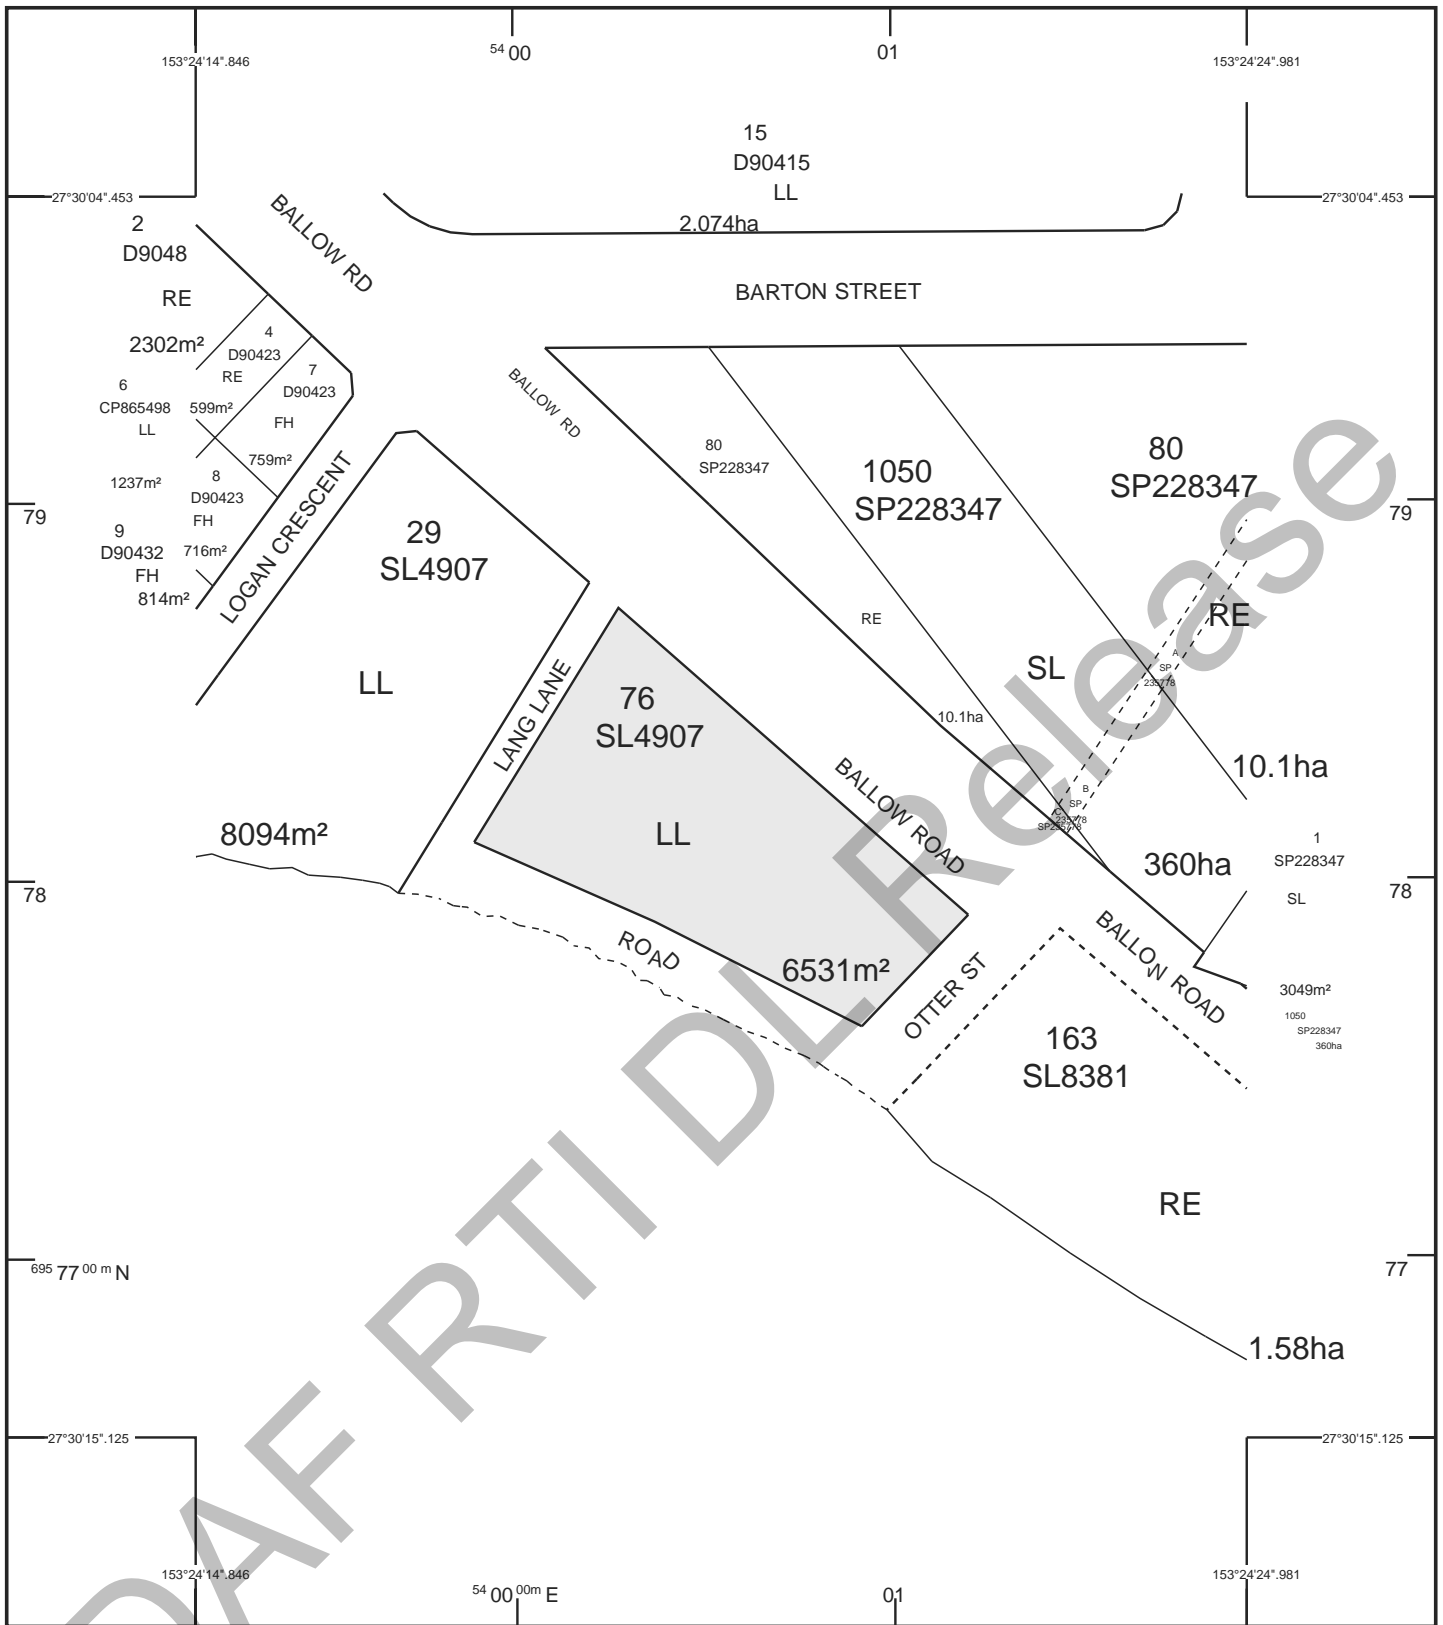 54 00
01
153°24'14".846
153°24'24".981
15
D90415
LL
2.074ha
27°30'04".453
27°30'04".453
2
D9048
RE
2302m²
BALLOW RD
BARTON STREET
4
D90423
RE
599m²
7
D90423
FH
759m²
6
CP865498
LL
1237m²
8
D90423
FH
716m²
9
D90432
FH
814m²
LOGAN CRESCENT
BALLOW RD
80
SP228347
RE
10.1ha
1050
SP228347
SL
360ha
80
SP228347
RE
10.1ha
79
79
29
SL4907
LL
8094m²
LANG LANE
76
SL4907
LL
6531m²
BALLOW ROAD
A
SP
235778
B
SP
235778
C
SP235778
1
SP228347
SL
3049m²
78
78
ROAD
OTTER ST
BALLON ROAD
1050
SP228347
360ha
163
SL8381
RE
1.58ha
695 77 00 m N
77
27°30'15".125
27°30'15".125
153°24'14".846
153°24'24".981
54 00 00m E
01
DAF RTI DL Release